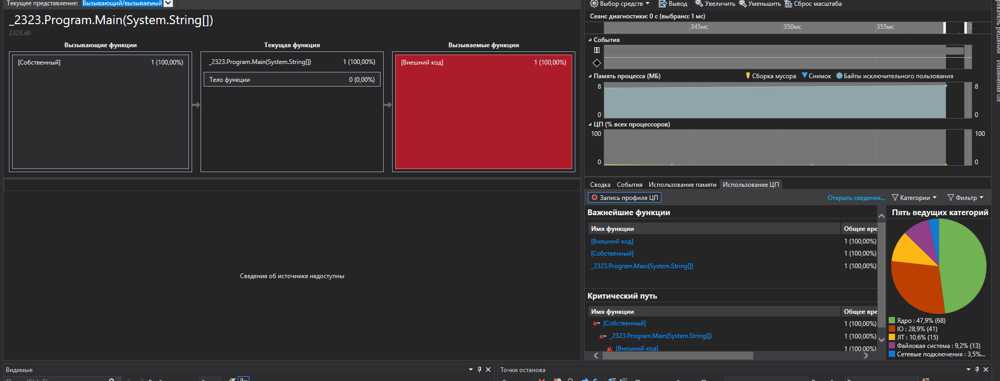 Текущее представление: Вызывающий/вызываемый
_2323.Program.Main(System.String[])
2323.dll
Вызывающие функции
Текущая функция
Вызываемые функции
[Собственный] 1 (100,00%)
_2323.Program.Main(System.String[]) 1 (100,00%)
Тело функции 0 (0,00%)
[Внешний код] 1 (100,00%)
Сведения об источнике недоступны
Выбор средств Вывод Увеличить Уменьшить Сброс масштаба
Сеанс диагностики: 0 с (выбрано: 1 мс)
345мс 350мс 355мс
События
Память процесса (МБ) Сборка мусора Снимок Байты исключительного пользования
8 8
0 0
ЦП (% всех процессоров)
100 100
0 0
Сводка События Использование памяти Использование ЦП
Запись профиля ЦП Открыть сведения... Категории Фильтр
Важнейшие функции
Имя функции Общее вре
[Внешний код] 1 (100,00%)
[Собственный] 1 (100,00%)
_2323.Program.Main(System.String[]) 1 (100,00%)
Критический путь
Имя функции Общее вре
[Собственный] 1 (100,00%)
_2323.Program.Main(System.String[]) 1 (100,00%)
[Внешний код] 1 (100,00%)
Пять ведущих категорий
Ядро : 47,9% (68)
IO : 28,9% (41)
JIT : 10,6% (15)
Файловая система : 9,2% (13)
Сетевые подключения : 3,5%...
решений
Изменения Git
Видимые
Точки останова